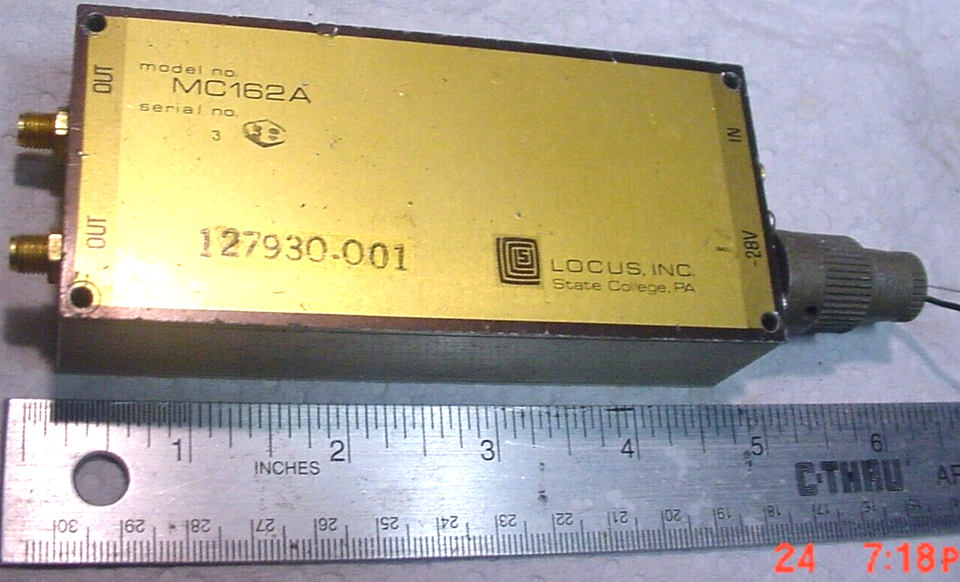 OUT
model no.
MC162A
serial no.
3
IN
OUT
127930-001
LOCUS, INC.
State College, PA
-28V
1 2 3 4 5 6
INCHES
C-THRU
30 29 28 27 26 25 24 23 22 21 20 19 18 17 16 15
24 7:18P